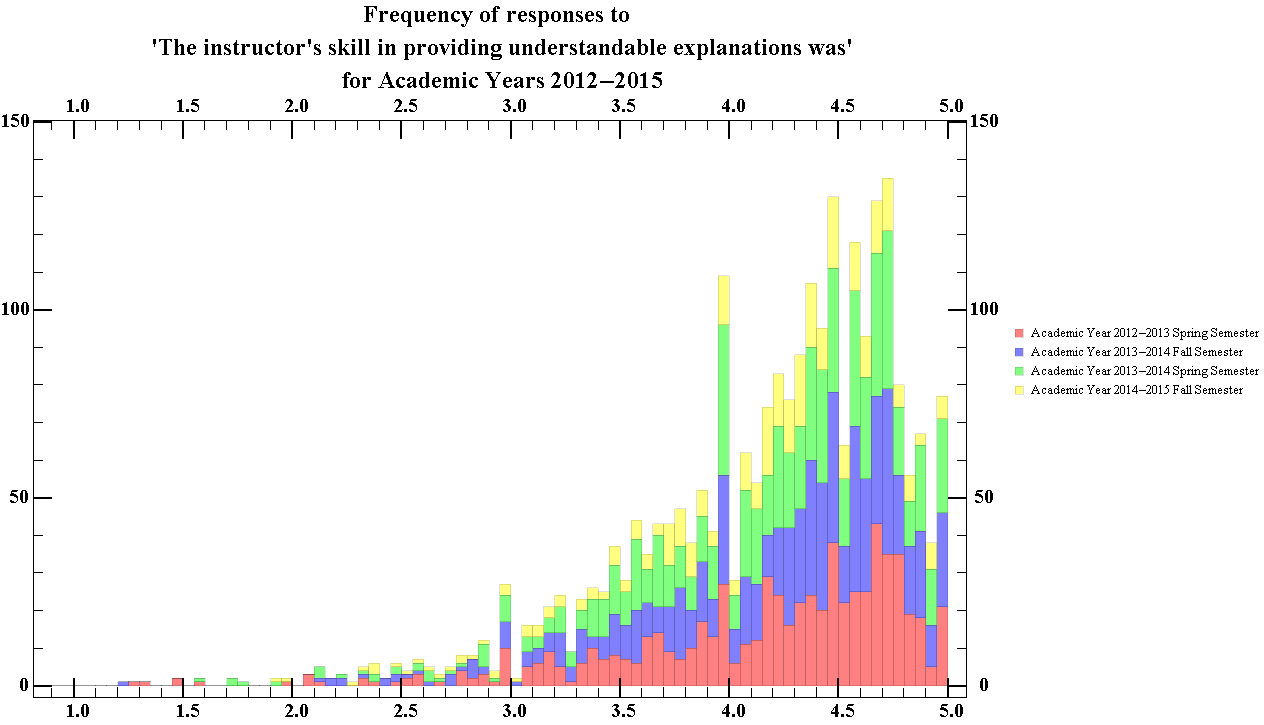 Frequency of responses to
'The instructor's skill in providing understandable explanations was'
for Academic Years 2012–2015
1.0 1.5 2.0 2.5 3.0 3.5 4.0 4.5 5.0
150 150
100 100
Academic Year 2012–2013 Spring Semester
Academic Year 2013–2014 Fall Semester
Academic Year 2013–2014 Spring Semester
Academic Year 2014–2015 Fall Semester
50 50
0 0
1.0 1.5 2.0 2.5 3.0 3.5 4.0 4.5 5.0